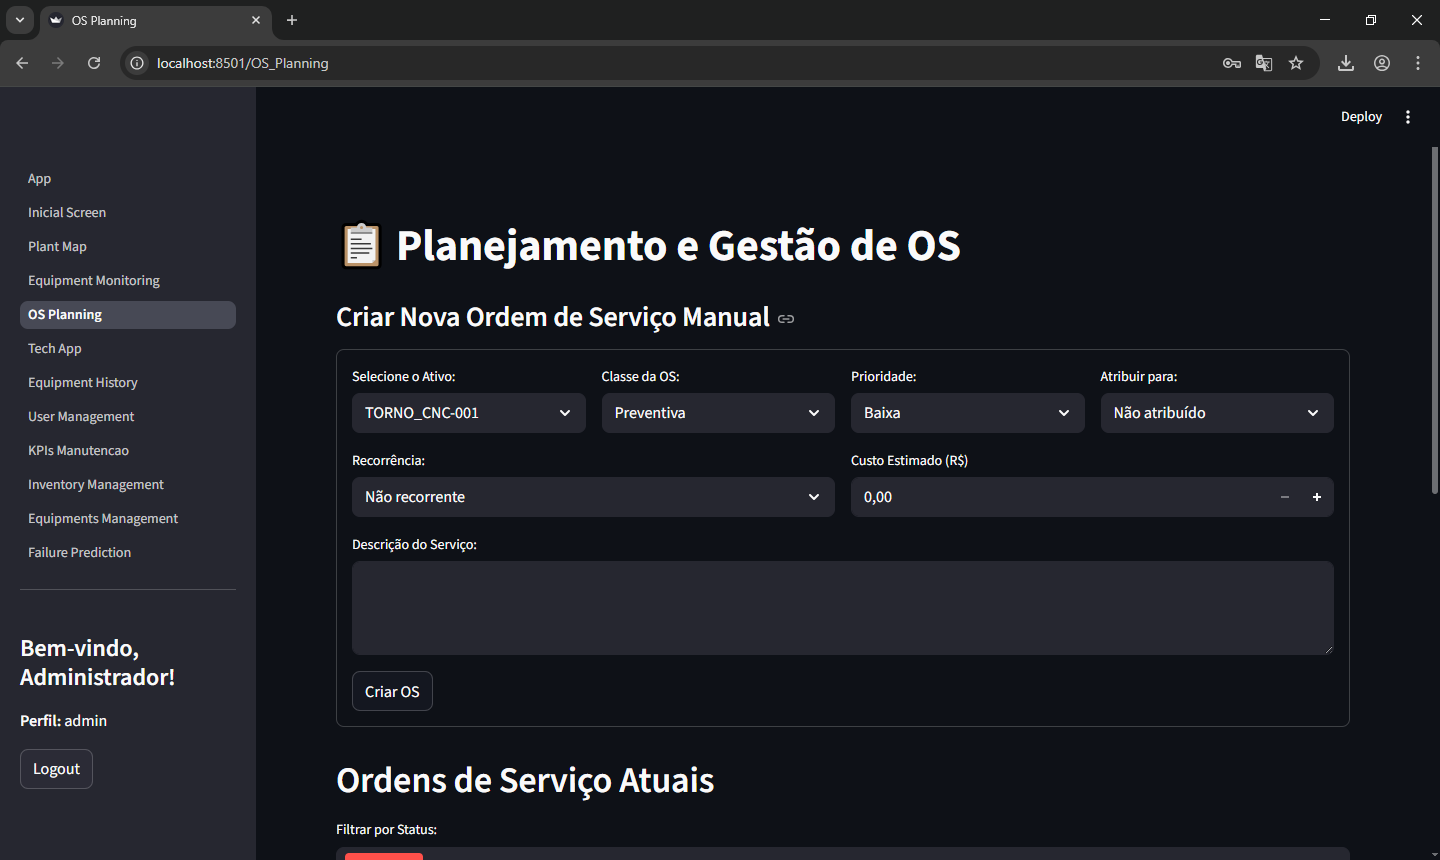 OS Planning
localhost:8501/OS_Planning
Deploy
App
Inicial Screen
Plant Map
Equipment Monitoring
OS Planning
Tech App
Equipment History
User Management
KPIs Manutencao
Inventory Management
Equipments Management
Failure Prediction
Bem-vindo,
Administrador!
Perfil: admin
Logout
Planejamento e Gestão de OS
Criar Nova Ordem de Serviço Manual
Selecione o Ativo: Classe da OS: Prioridade: Atribuir para:
TORNO_CNC-001 Preventiva Baixa Não atribuído
Recorrência: Custo Estimado (R$)
Não recorrente 0,00
Descrição do Serviço:
Criar OS
Ordens de Serviço Atuais
Filtrar por Status: